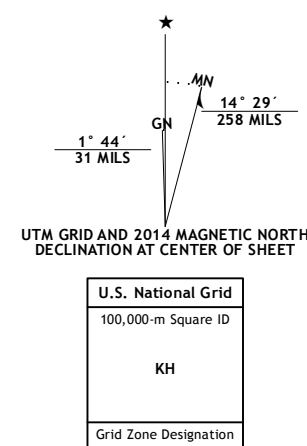 ★
MN
GN
14° 29´
258 MILS
1° 44´
31 MILS
UTM GRID AND 2014 MAGNETIC NORTH
DECLINATION AT CENTER OF SHEET
U.S. National Grid
100,000-m Square ID
KH
Grid Zone Designation